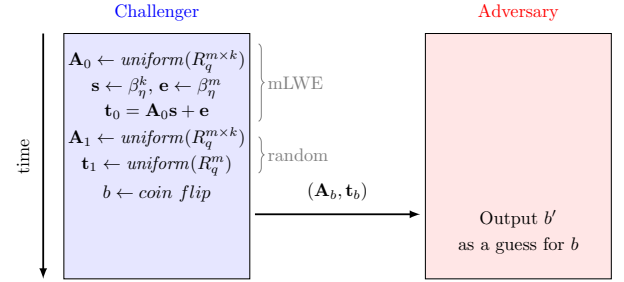 Challenger
Adversary
time
𝐀₀ ← uniform(R_q^{m×k})
𝐬 ← β_η^k, 𝐞 ← β_η^m
𝐭₀ = 𝐀₀𝐬 + 𝐞
mLWE
𝐀₁ ← uniform(R_q^{m×k})
𝐭₁ ← uniform(R_q^m)
random
b ← coin flip
(𝐀_b, 𝐭_b)
Output b′
as a guess for b